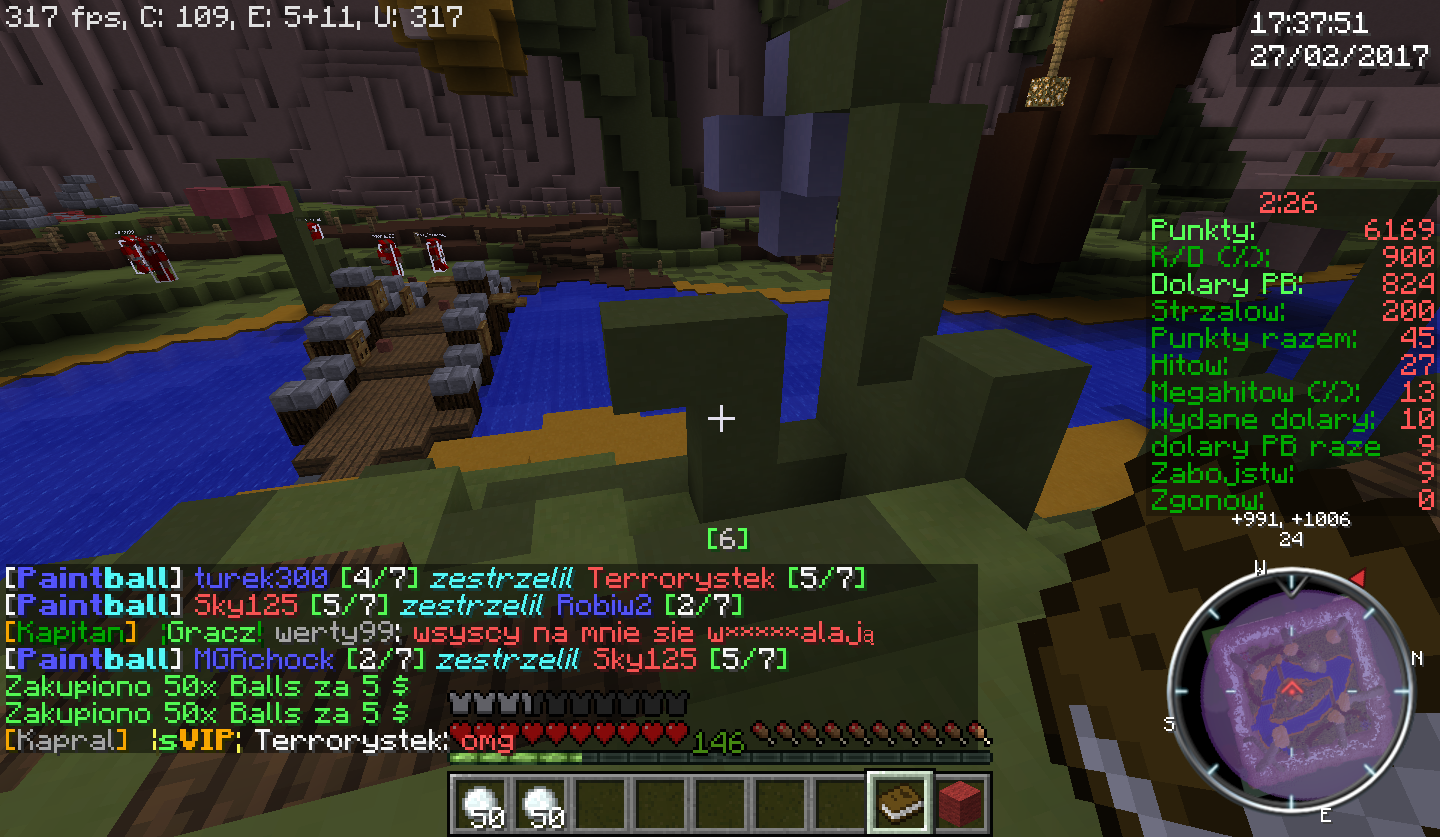 317 fps, C: 109, E: 5+11, U: 317
17:37:51
27/02/2017
2:26
Punkty: 6169
K/D (%): 900
Dolary PB: 824
Strzalow: 200
Punkty razem: 45
Hitow: 27
Megahitow (%): 13
Wydane dolary: 10
dolary PB raze 9
Zabojstw: 9
Zgonow: 0
+991, +1006
24
W
N
S
E
[6]
[Paintball] turek300 [4/7] zestrzelil Terrorystek [5/7]
[Paintball] Sky125 [5/7] zestrzelil Robiw2 [2/7]
[Kapitan] ¦Gracz! werty99: wsyscy na mnie sie w×××××alają
[Paintball] MGRchock [2/7] zestrzelil Sky125 [5/7]
Zakupiono 50x Balls za 5 $
Zakupiono 50x Balls za 5 $
[Kapral] ¦sVIP¦ Terrorystek: omg
146
50 50